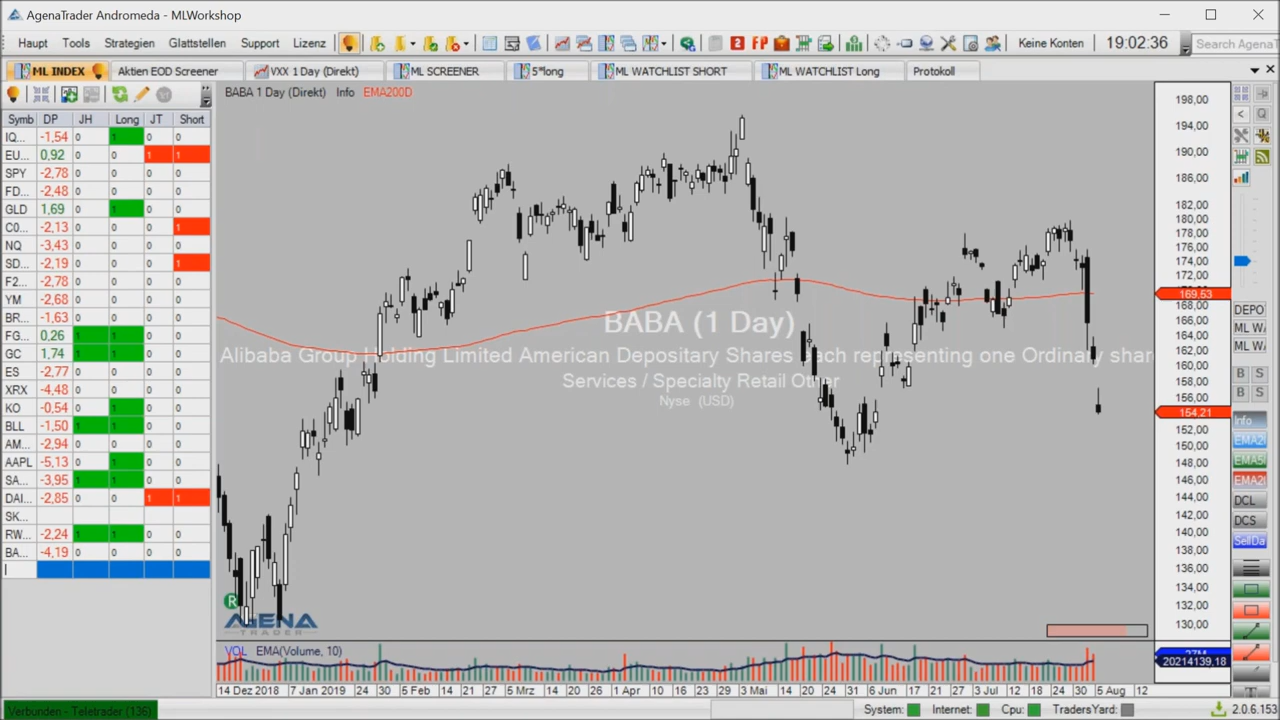 AgenaTrader Andromeda - MLWorkshop
Haupt Tools Strategien Glattstellen Support Lizenz 2 FP Keine Konten 19:02:36 Search AgenaT
ML INDEX Aktien EOD Screener VXX 1 Day (Direkt) ML SCREENER S*long ML WATCHLIST SHORT ML WATCHLIST Long Protokoll
BABA 1 Day (Direkt) Info EMA200D
Symb DP JH Long JT Short
IQ... -1,54 0 1 0 0
EU... 0,92 0 0 1 1
SPY -2,78 0 0 0 0
FD... -2,48 0 0 0 0
GLD 1,69 0 1 0 0
C0... -2,13 0 0 0 1
NQ -3,43 0 0 0 0
SD... -2,19 0 0 0 1
F2... -2,78 0 0 0 0
YM -2,68 0 0 0 0
BR... -1,63 0 0 0 0
FG... 0,26 1 1 0 0
GC 1,74 1 1 0 0
ES -2,77 0 0 0 0
XRX -4,48 0 0 0 0
KO -0,54 0 1 0 0
BLL -1,50 1 1 0 0
AM... -2,94 0 0 0 0
AAPL -5,13 0 1 0 0
SA... -3,95 1 1 0 0
DAI... -2,85 0 0 1 1
SK...
RW... -2,24 1 1 0 0
BA... -4,19 0 0 0 0
BABA (1 Day)
Alibaba Group Holding Limited American Depositary Shares each representing one Ordinary shar
Services / Specialty Retail Other
Nyse (USD)
198,00
194,00
190,00
186,00
182,00
180,00
178,00
176,00
174,00
172,00
169,53
168,00
166,00
164,00
162,00
160,00
158,00
156,00
154,21
152,00
150,00
148,00
146,00
144,00
142,00
140,00
138,00
136,00
134,00
132,00
130,00
DEPO
ML W
ML W
B S
B S
Info
EMA2
EMA5
EMA2
DCL
DCS
SellDa
R
AGENA
TRADER
VOL EMA(Volume, 10)
27M
20214139,18
14 Dez 2018 7 Jan 2019 24 30 5 Feb 14 21 27 5 Mrz 14 20 26 1 Apr 10 16 23 29 3 Mai 14 20 24 31 6 Jun 17 21 27 3 Jul 12 18 24 30 5 Aug 12
Verbunden - Teletrader (136) System: Internet: Cpu: TradersYard: 2.0.6.153